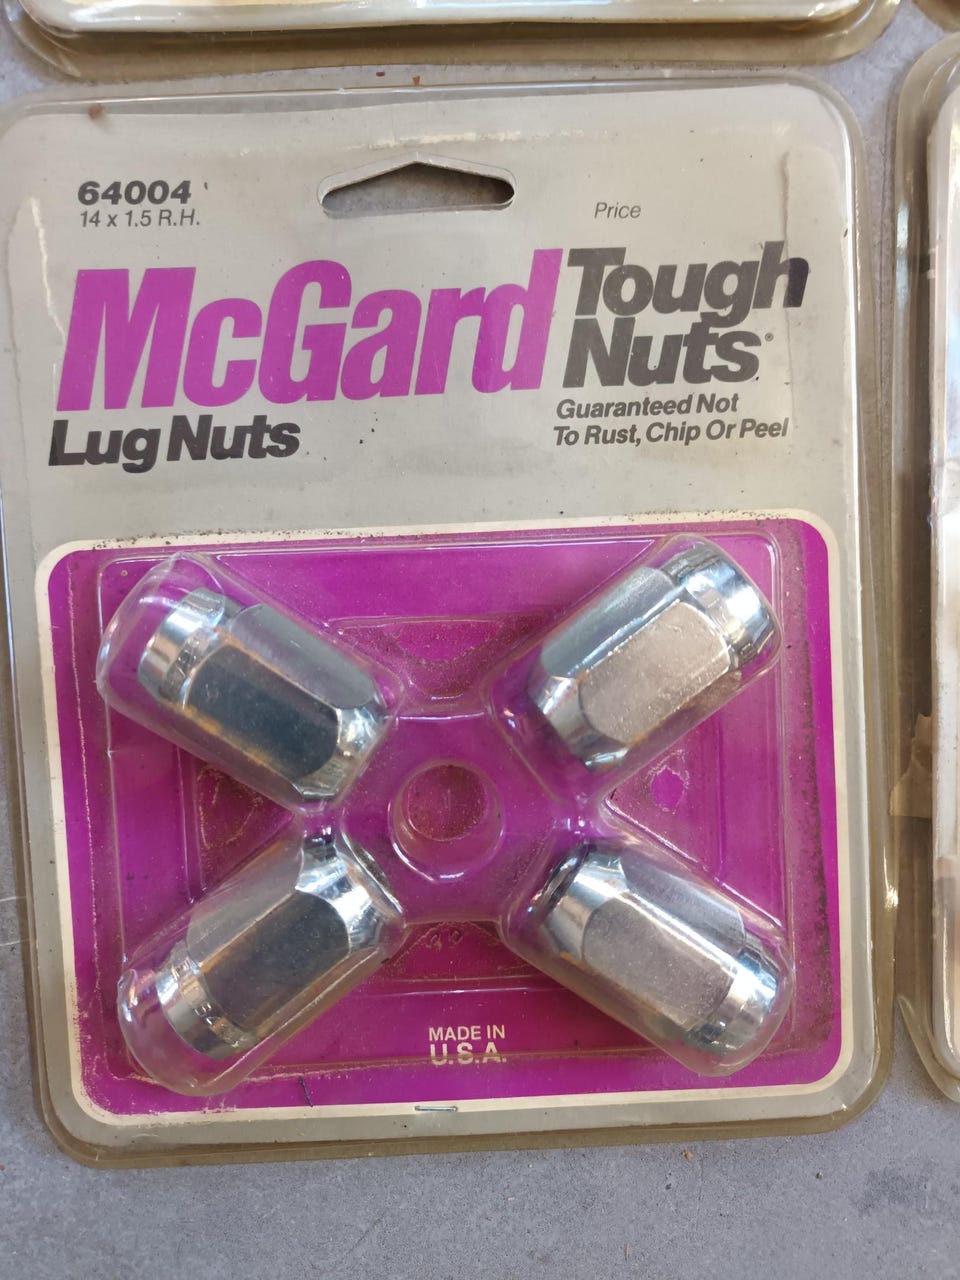 64004
14 x 1.5 R.H.
Price
McGard
Tough
Nuts®
Lug Nuts
Guaranteed Not
To Rust, Chip Or Peel
MADE IN
U.S.A.